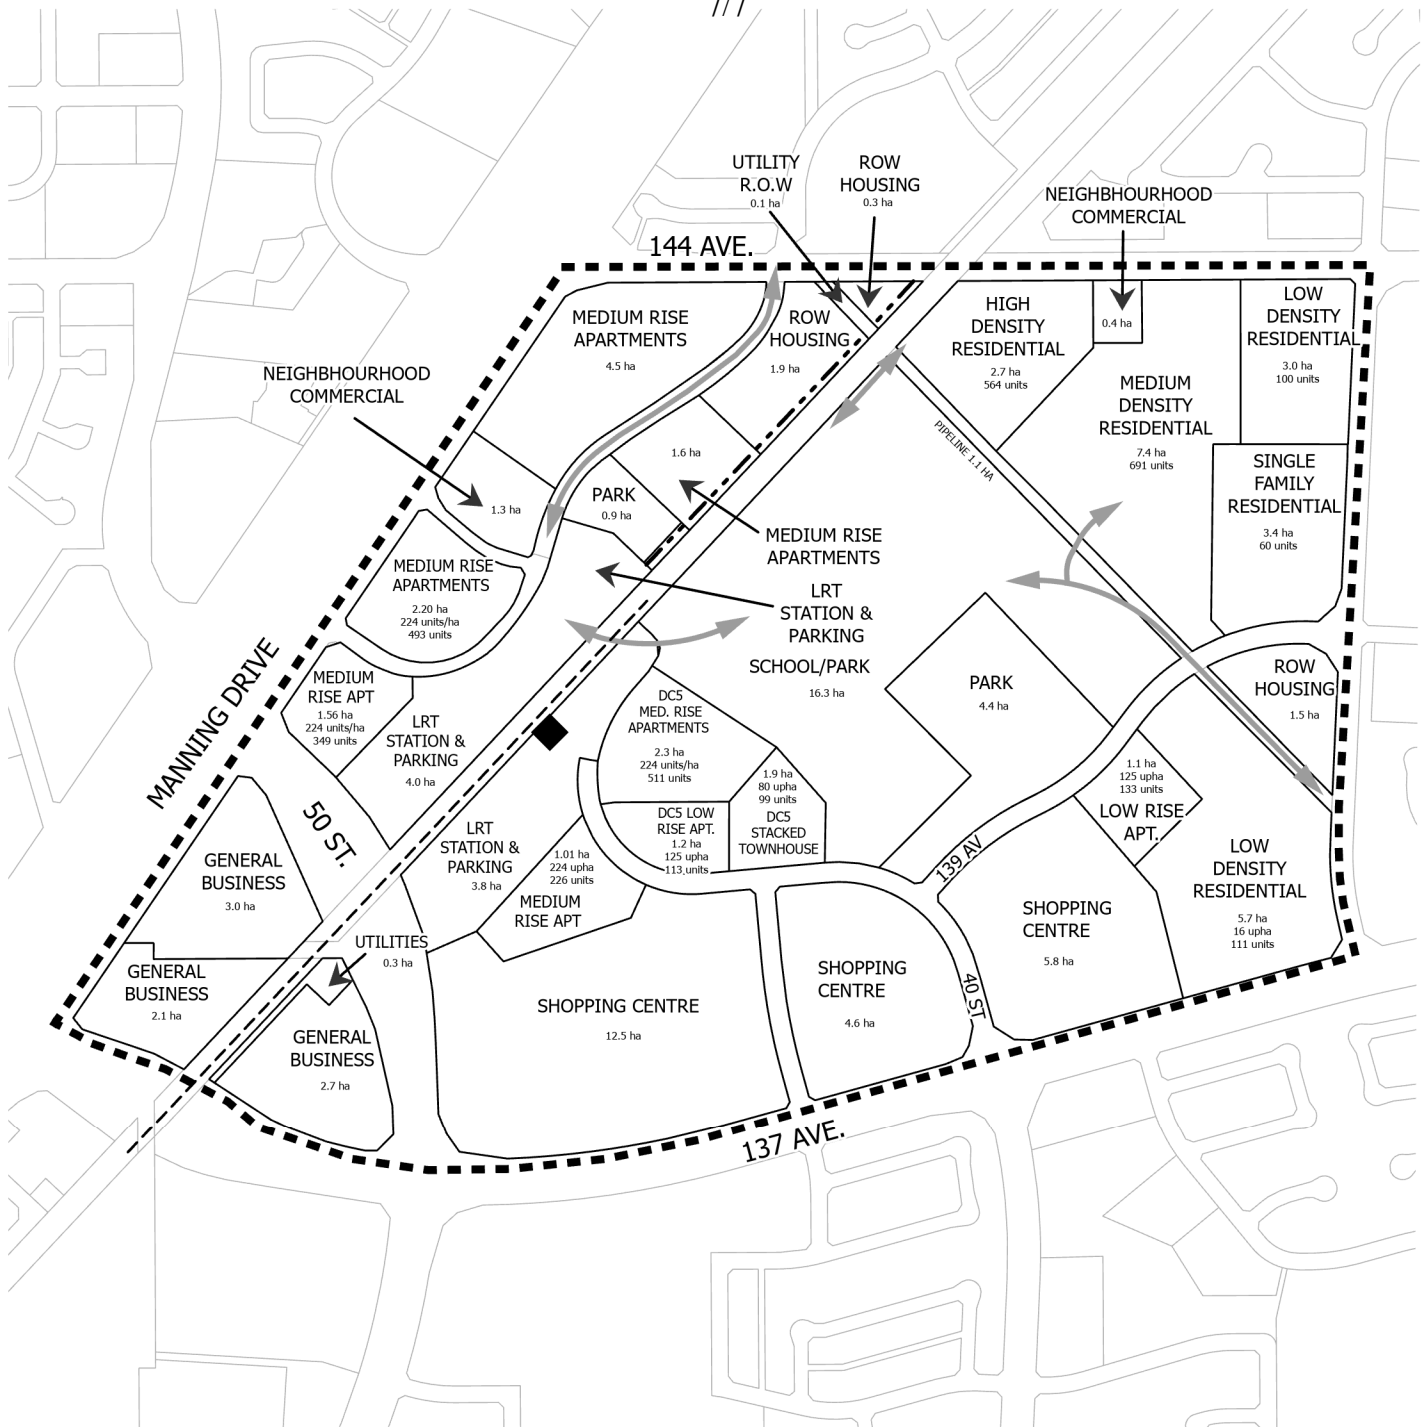 UTILITY
R.O.W
0.1 ha
ROW
HOUSING
0.3 ha
NEIGHBHOURHOOD
COMMERCIAL
0.4 ha
144 AVE.
MEDIUM RISE
APARTMENTS
4.5 ha
ROW
HOUSING
1.9 ha
HIGH
DENSITY
RESIDENTIAL
2.7 ha
564 units
LOW
DENSITY
RESIDENTIAL
3.0 ha
100 units
NEIGHBHOURHOOD
COMMERCIAL
1.3 ha
MEDIUM
DENSITY
RESIDENTIAL
7.4 ha
691 units
PIPELINE 1.1 HA
SINGLE
FAMILY
RESIDENTIAL
3.4 ha
60 units
1.6 ha
PARK
0.9 ha
MEDIUM RISE
APARTMENTS
MEDIUM RISE
APARTMENTS
2.20 ha
224 units/ha
493 units
LRT
STATION &
PARKING
SCHOOL/PARK
16.3 ha
PARK
4.4 ha
ROW
HOUSING
1.5 ha
MANNING DRIVE
MEDIUM
RISE APT
1.56 ha
224 units/ha
349 units
LRT
STATION &
PARKING
4.0 ha
DC5
MED. RISE
APARTMENTS
2.3 ha
224 units/ha
511 units
1.9 ha
80 upha
99 units
DC5
STACKED
TOWNHOUSE
1.1 ha
125 upha
133 units
LOW RISE
APT.
50 ST.
LRT
STATION &
PARKING
3.8 ha
DC5 LOW
RISE APT.
1.2 ha
125 upha
113 units
1.01 ha
224 upha
226 units
MEDIUM
RISE APT
139 AV
LOW
DENSITY
RESIDENTIAL
5.7 ha
16 upha
111 units
GENERAL
BUSINESS
3.0 ha
SHOPPING
CENTRE
5.8 ha
UTILITIES
0.3 ha
GENERAL
BUSINESS
2.1 ha
SHOPPING
CENTRE
4.6 ha
40 ST
SHOPPING CENTRE
12.5 ha
GENERAL
BUSINESS
2.7 ha
137 AVE.